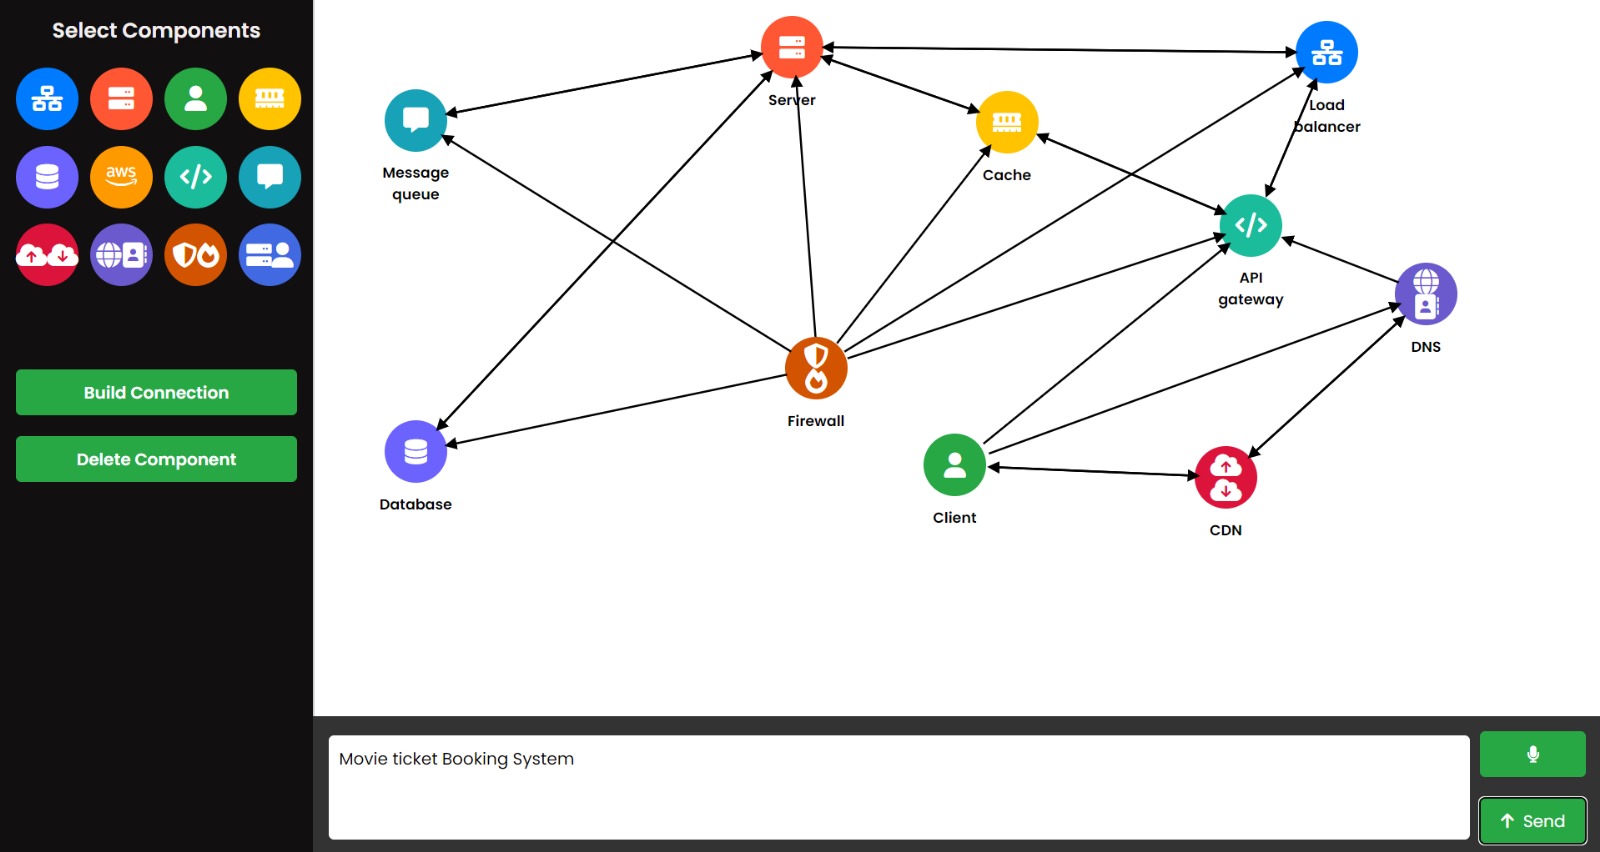 Select Components
aws
Build Connection
Delete Component
Server
Load
balancer
Message
queue
Cache
API
gateway
DNS
Firewall
Database
Client
CDN
Movie ticket Booking System
Send